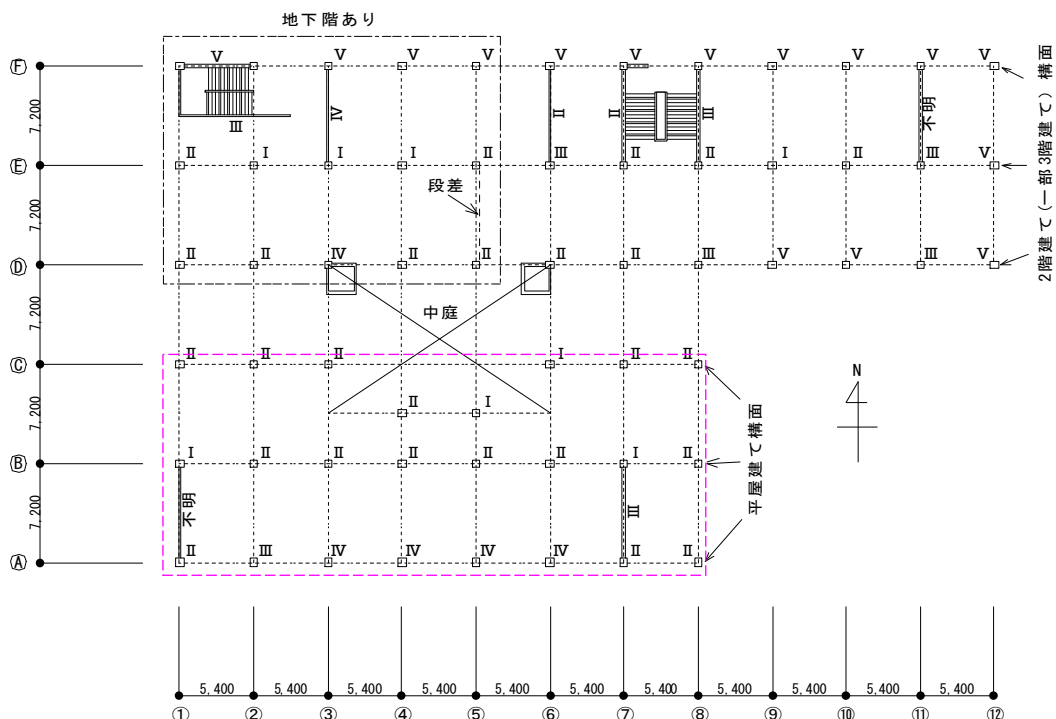 地下階あり
Ⅴ Ⅴ Ⅴ Ⅴ Ⅴ Ⅴ Ⅴ Ⅴ Ⅴ Ⅴ Ⅴ
Ⓕ
7,200
Ⅲ Ⅳ Ⅱ Ⅱ Ⅲ 不明
Ⓔ
Ⅱ Ⅰ Ⅰ Ⅰ Ⅱ Ⅲ Ⅱ Ⅱ Ⅰ Ⅱ Ⅲ Ⅴ
7,200
段差
Ⓓ
Ⅱ Ⅱ Ⅳ Ⅱ Ⅱ Ⅱ Ⅱ Ⅲ Ⅴ Ⅴ Ⅲ Ⅴ
2階建て(一部3階建て)構面
7,200
中庭
Ⓒ
Ⅱ Ⅱ Ⅱ Ⅰ Ⅱ Ⅱ
7,200
Ⅱ Ⅰ
N
Ⓑ
Ⅰ Ⅱ Ⅱ Ⅱ Ⅱ Ⅱ Ⅰ Ⅱ
平屋建て構面
7,200
不明 Ⅲ
Ⓐ
Ⅱ Ⅲ Ⅳ Ⅳ Ⅳ Ⅳ Ⅱ Ⅱ
5,400 5,400 5,400 5,400 5,400 5,400 5,400 5,400 5,400 5,400 5,400
① ② ③ ④ ⑤ ⑥ ⑦ ⑧ ⑨ ⑩ ⑪ ⑫